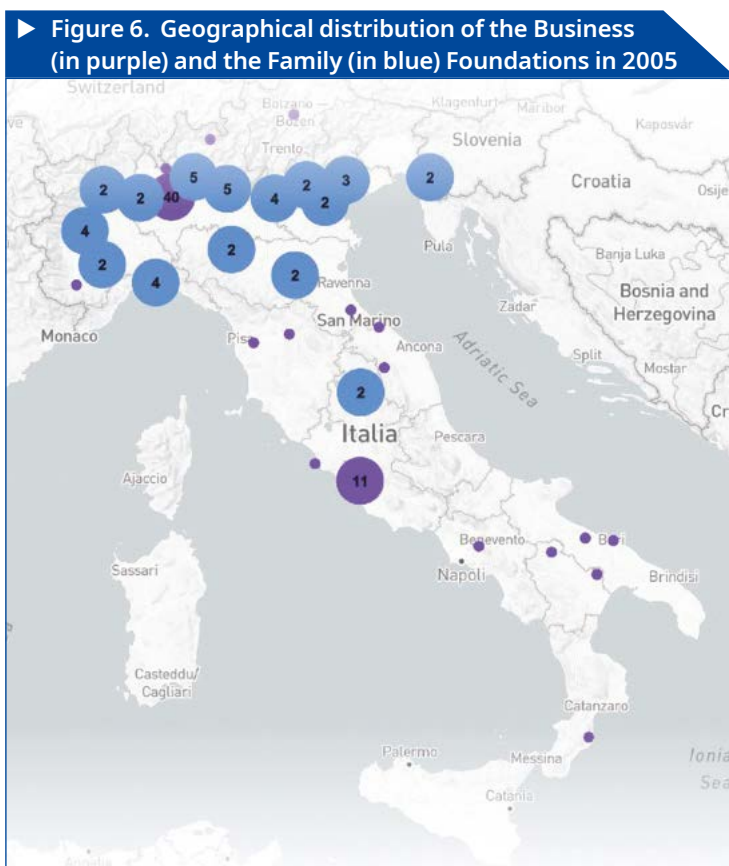 ▶ Figure 6. Geographical distribution of the Business
(in purple) and the Family (in blue) Foundations in 2005
Switzerland
Bolzano –
Bozen
Klagenfurt
Maribor
Kaposvár
Trento
Slovenia
Croatia
Osije
2
2
40
5
5
4
2
2
3
2
4
2
4
2
2
Pula
Banja Luka
Bosnia and
Herzegovina
Ravenna
Zadar
Monaco
Pisa
San Marino
Ancona
Adriatic Sea
Split
Mostar
Cr
2
Italia
Pescara
11
Ajaccio
Benevento
Bari
Napoli
Brindisi
Sassari
Casteddu/
Cagliari
Catanzaro
Palermo
Messina
Ionia
Sea
Catania